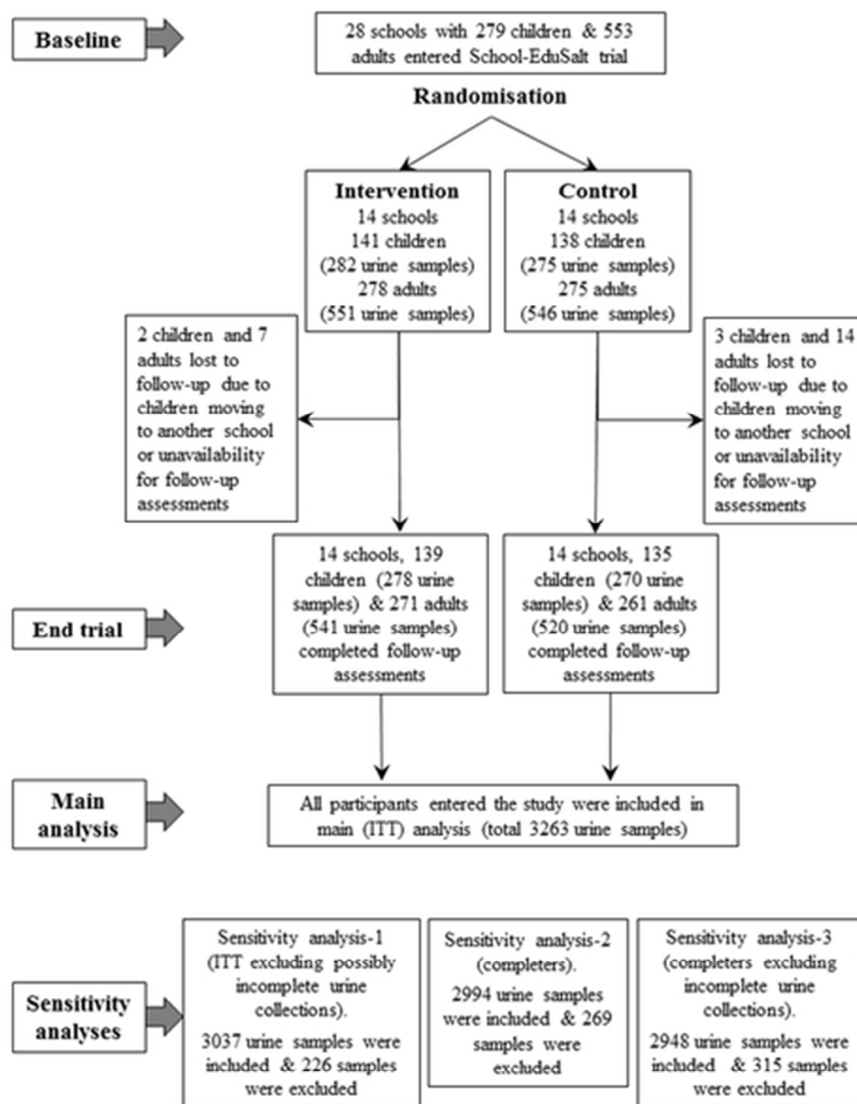 Baseline
28 schools with 279 children & 553
adults entered School-EduSalt trial
Randomisation
Intervention
14 schools
141 children
(282 urine samples)
278 adults
(551 urine samples)
Control
14 schools
138 children
(275 urine samples)
275 adults
(546 urine samples)
2 children and 7
adults lost to
follow-up due to
children moving
to another school
or unavailability
for follow-up
assessments
3 children and 14
adults lost to
follow-up due to
children moving
to another school
or unavailability
for follow-up
assessments
End trial
14 schools, 139
children (278 urine
samples) & 271 adults
(541 urine samples)
completed follow-up
assessments
14 schools, 135
children (270 urine
samples) & 261 adults
(520 urine samples)
completed follow-up
assessments
Main
analysis
All participants entered the study were included in
main (ITT) analysis (total 3263 urine samples)
Sensitivity
analyses
Sensitivity analysis-1
(ITT excluding possibly
incomplete urine
collections).
3037 urine samples were
included & 226 samples
were excluded
Sensitivity analysis-2
(completers).
2994 urine samples
were included & 269
samples were
excluded
Sensitivity analysis-3
(completers excluding
incomplete urine
collections).
2948 urine samples were
included & 315 samples
were excluded